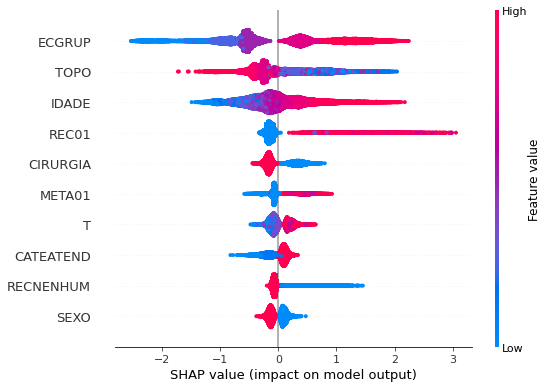 High
ECGRUP
TOPO
IDADE
REC01
CIRURGIA
META01
T
CATEATEND
RECNENHUM
SEXO
Feature value
Low
−2 −1 0 1 2 3
SHAP value (impact on model output)